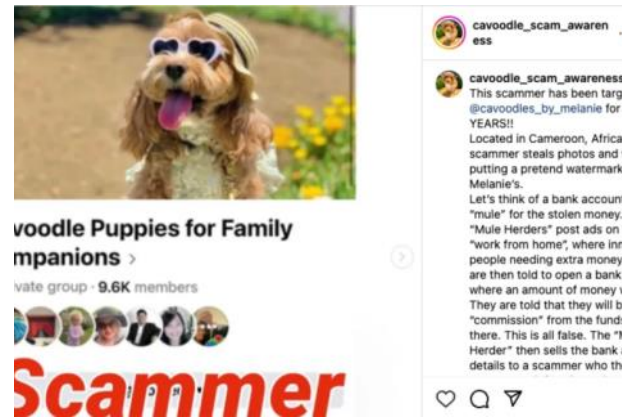 voodle Puppies for Family
mpanions >
vate group · 9.6K members
Scammer
cavoodle_scam_awaren
ess
cavoodle_scam_awareness
This scammer has been targ
@cavoodles_by_melanie for
YEARS!!
Located in Cameroon, Africa
scammer steals photos and
putting a pretend watermark
Melanie's.
Let's think of a bank account
"mule" for the stolen money.
"Mule Herders" post ads on
"work from home", where inn
people needing extra money
are then told to open a bank
where an amount of money w
They are told that they will b
"commission" from the funds
there. This is all false. The "M
Herder" then sells the bank a
details to a scammer who th